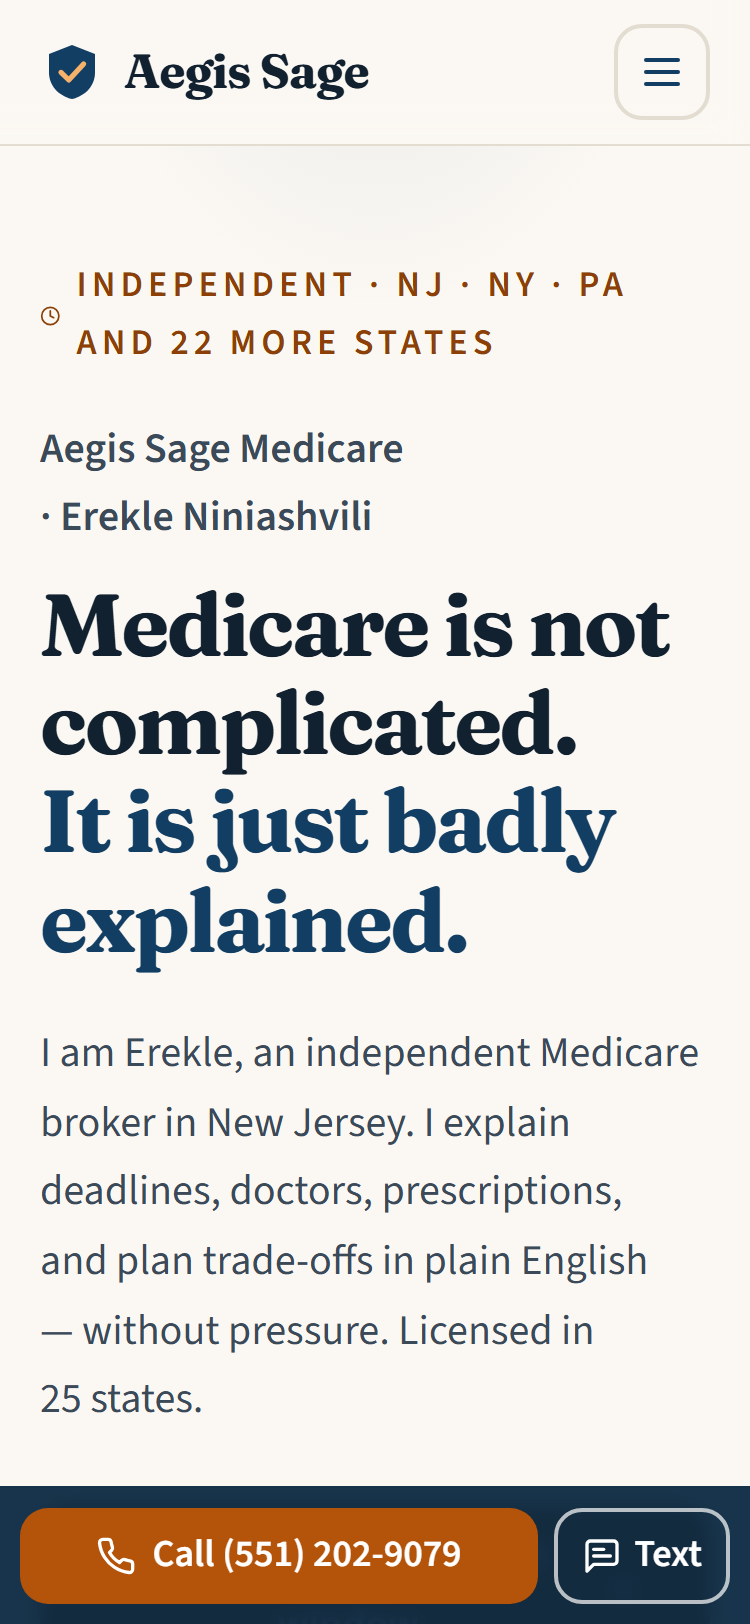 Aegis Sage
INDEPENDENT · NJ · NY · PA
AND 22 MORE STATES
Aegis Sage Medicare
· Erekle Niniashvili
Medicare is not
complicated.
It is just badly
explained.
I am Erekle, an independent Medicare
broker in New Jersey. I explain
deadlines, doctors, prescriptions,
and plan trade-offs in plain English
— without pressure. Licensed in
25 states.
Call (551) 202-9079
Text